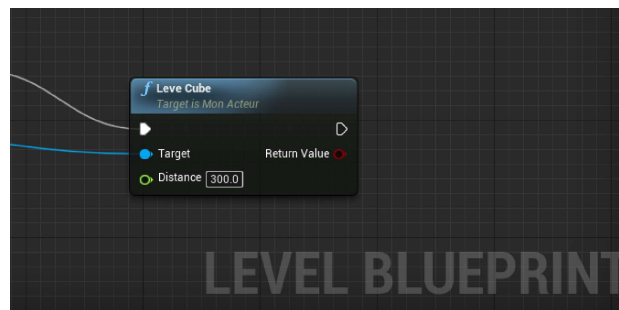 f Leve Cube
Target is Mon Acteur
Target Return Value
Distance 300.0
LEVEL BLUEPRINT